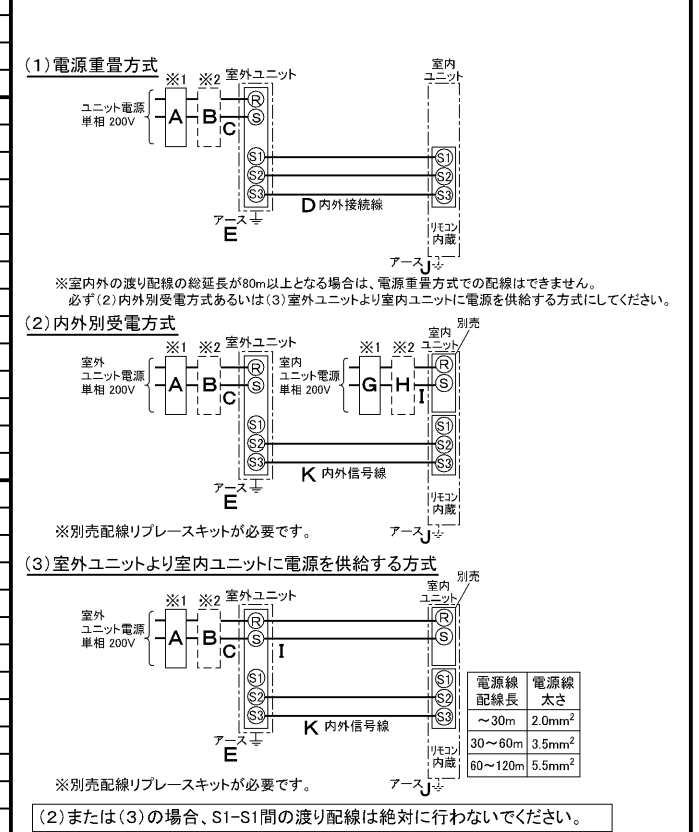 (1)電源重畳方式
※1 ※2 室外ユニット
室内
ユニット
ユニット電源
単相 200V
A B C
R
S
S1
S2
S3
S1
S2
S3
D 内外接続線
アース
E
リモコン
内蔵
アース J
※室内外の渡り配線の総延長が80m以上となる場合は、電源重畳方式での配線はできません。
必ず(2)内外別受電方式あるいは(3)室外ユニットより室内ユニットに電源を供給する方式にしてください。
(2)内外別受電方式
※1 ※2 室外ユニット
※1 ※2
室内
ユニット
別売
室外
ユニット電源
単相 200V
A B C
R
S
室内
ユニット電源
単相 200V
G H I
R
S
S1
S2
S3
S1
S2
S3
K 内外信号線
アース
E
リモコン
内蔵
※別売配線リプレースキットが必要です。
アース J
(3)室外ユニットより室内ユニットに電源を供給する方式
※1 ※2 室外ユニット
室内
ユニット
別売
室外
ユニット電源
単相 200V
A B C
R
S
I
R
S
S1
S2
S3
S1
S2
S3
K 内外信号線
アース
E
リモコン
内蔵
電源線 電源線
配線長 太さ
～30m 2.0mm²
30～60m 3.5mm²
60～120m 5.5mm²
※別売配線リプレースキットが必要です。
アース J
(2)または(3)の場合、S1-S1間の渡り配線は絶対に行わないでください。